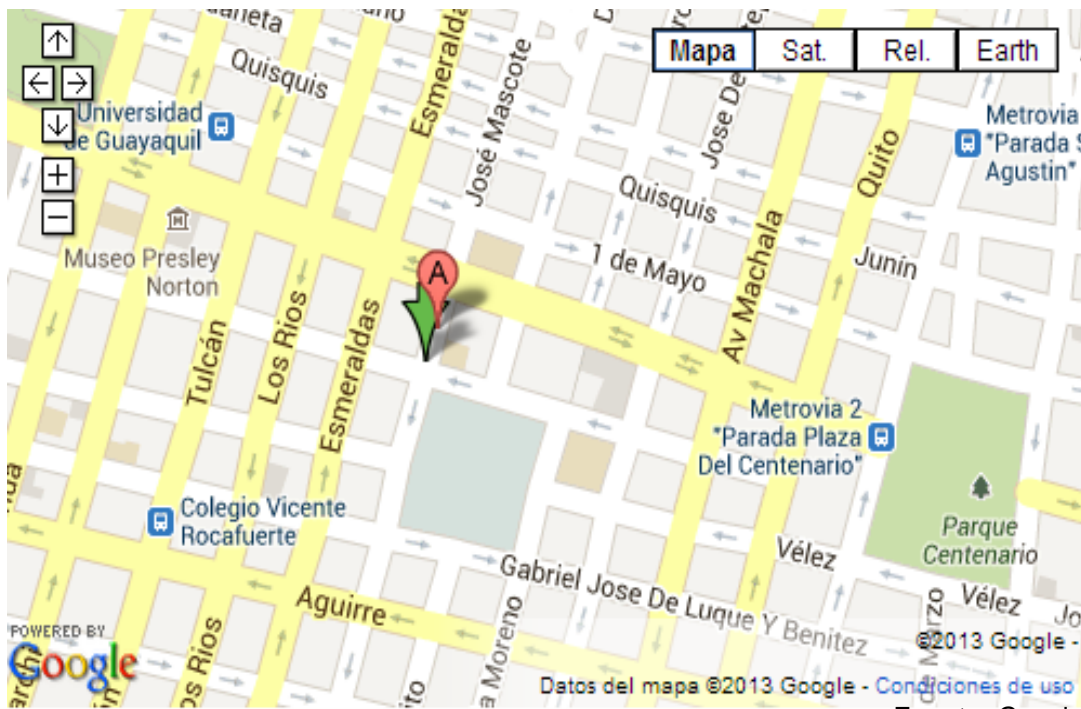 Mapa
Sat.
Rel.
Earth
Quisquis
Esmeraldas
José Mascote
Universidad
de Guayaquil
Metrovia
"Parada S
Agustin"
Quito
Quisquis
1 de Mayo
Av Machala
Junín
Museo Presley
Norton
A
Tulcán
Los Rios
Esmeraldas
Metrovia 2
"Parada Plaza
Del Centenario"
Colegio Vicente
Rocafuerte
Parque
Centenario
Vélez
Vélez
Gabriel Jose De Luque Y Benitez
Aguirre
POWERED BY
Google
©2013 Google -
Datos del mapa ©2013 Google - Condiciones de uso